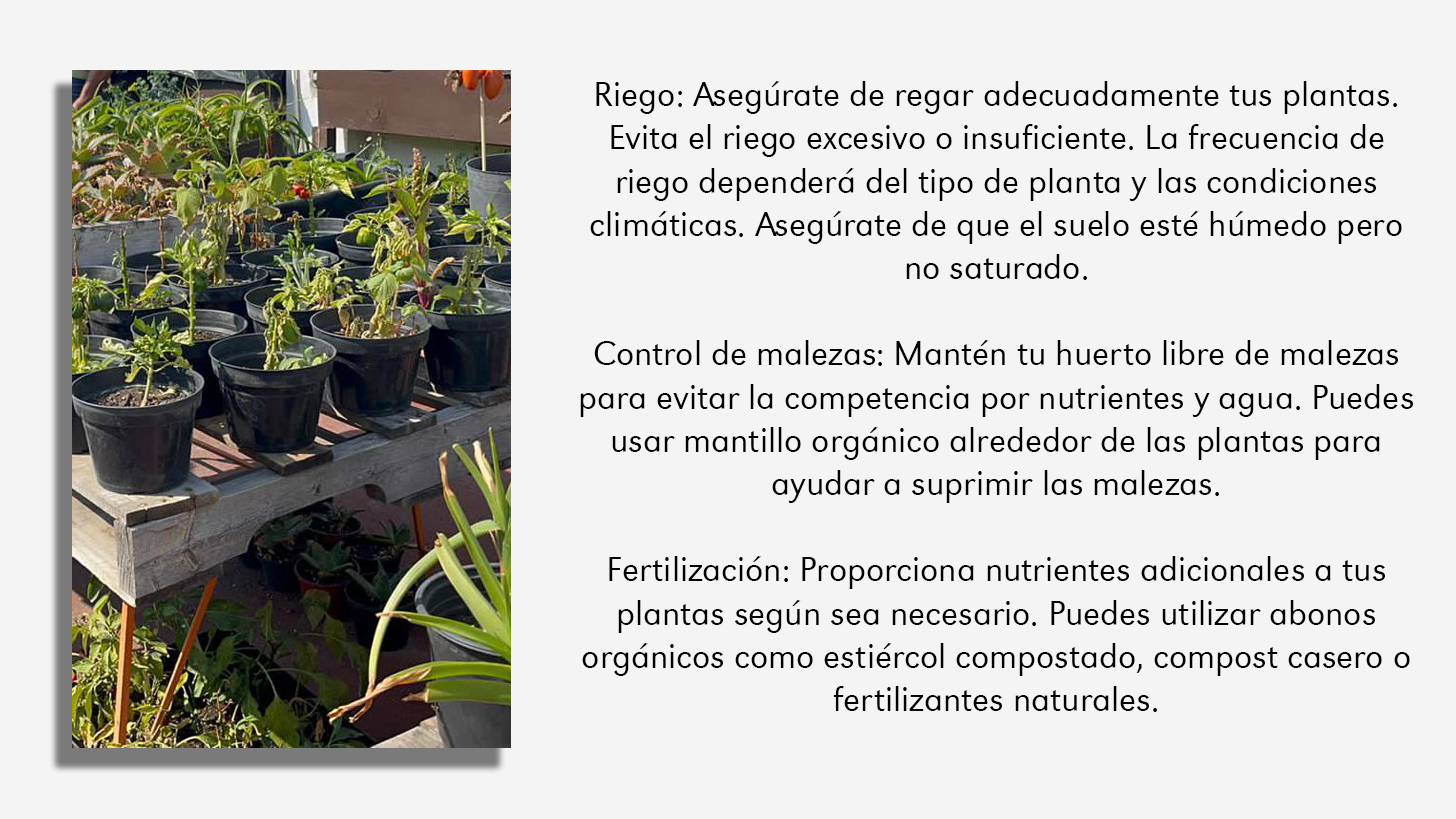 Riego: Asegúrate de regar adecuadamente tus plantas.
Evita el riego excesivo o insuficiente. La frecuencia de
riego dependerá del tipo de planta y las condiciones
climáticas. Asegúrate de que el suelo esté húmedo pero
no saturado.
Control de malezas: Mantén tu huerto libre de malezas
para evitar la competencia por nutrientes y agua. Puedes
usar mantillo orgánico alrededor de las plantas para
ayudar a suprimir las malezas.
Fertilización: Proporciona nutrientes adicionales a tus
plantas según sea necesario. Puedes utilizar abonos
orgánicos como estiércol compostado, compost casero o
fertilizantes naturales.